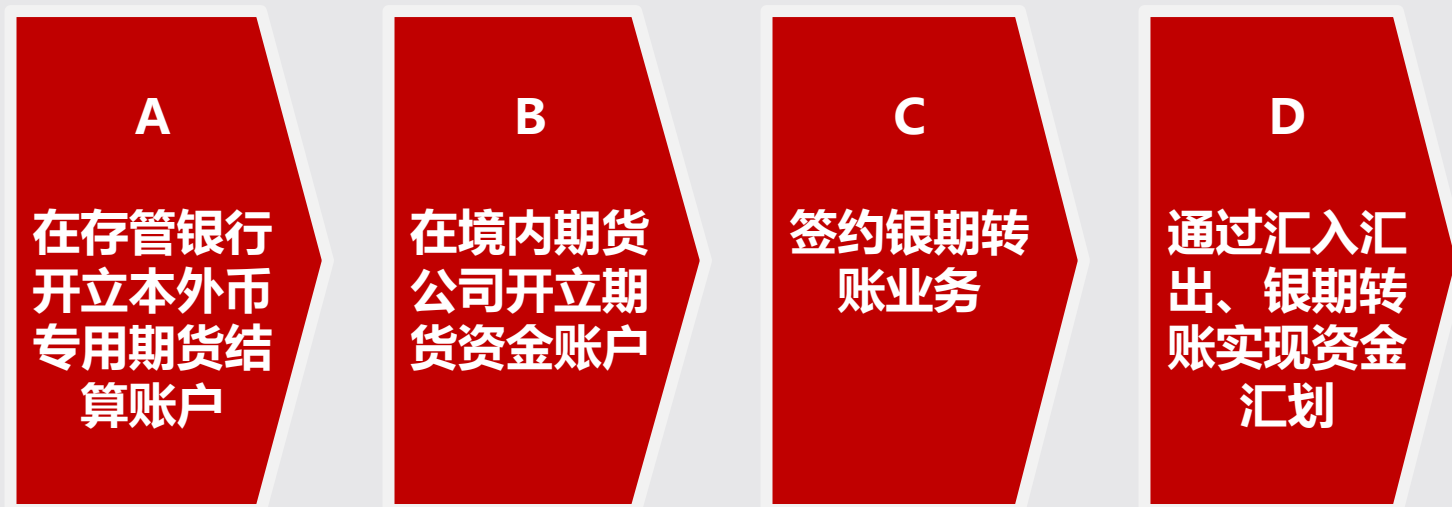 A
在存管银行
开立本外币
专用期货结
算账户
B
在境内期货
公司开立期
货资金账户
C
签约银期转
账业务
D
通过汇入汇
出、银期转
账实现资金
汇划